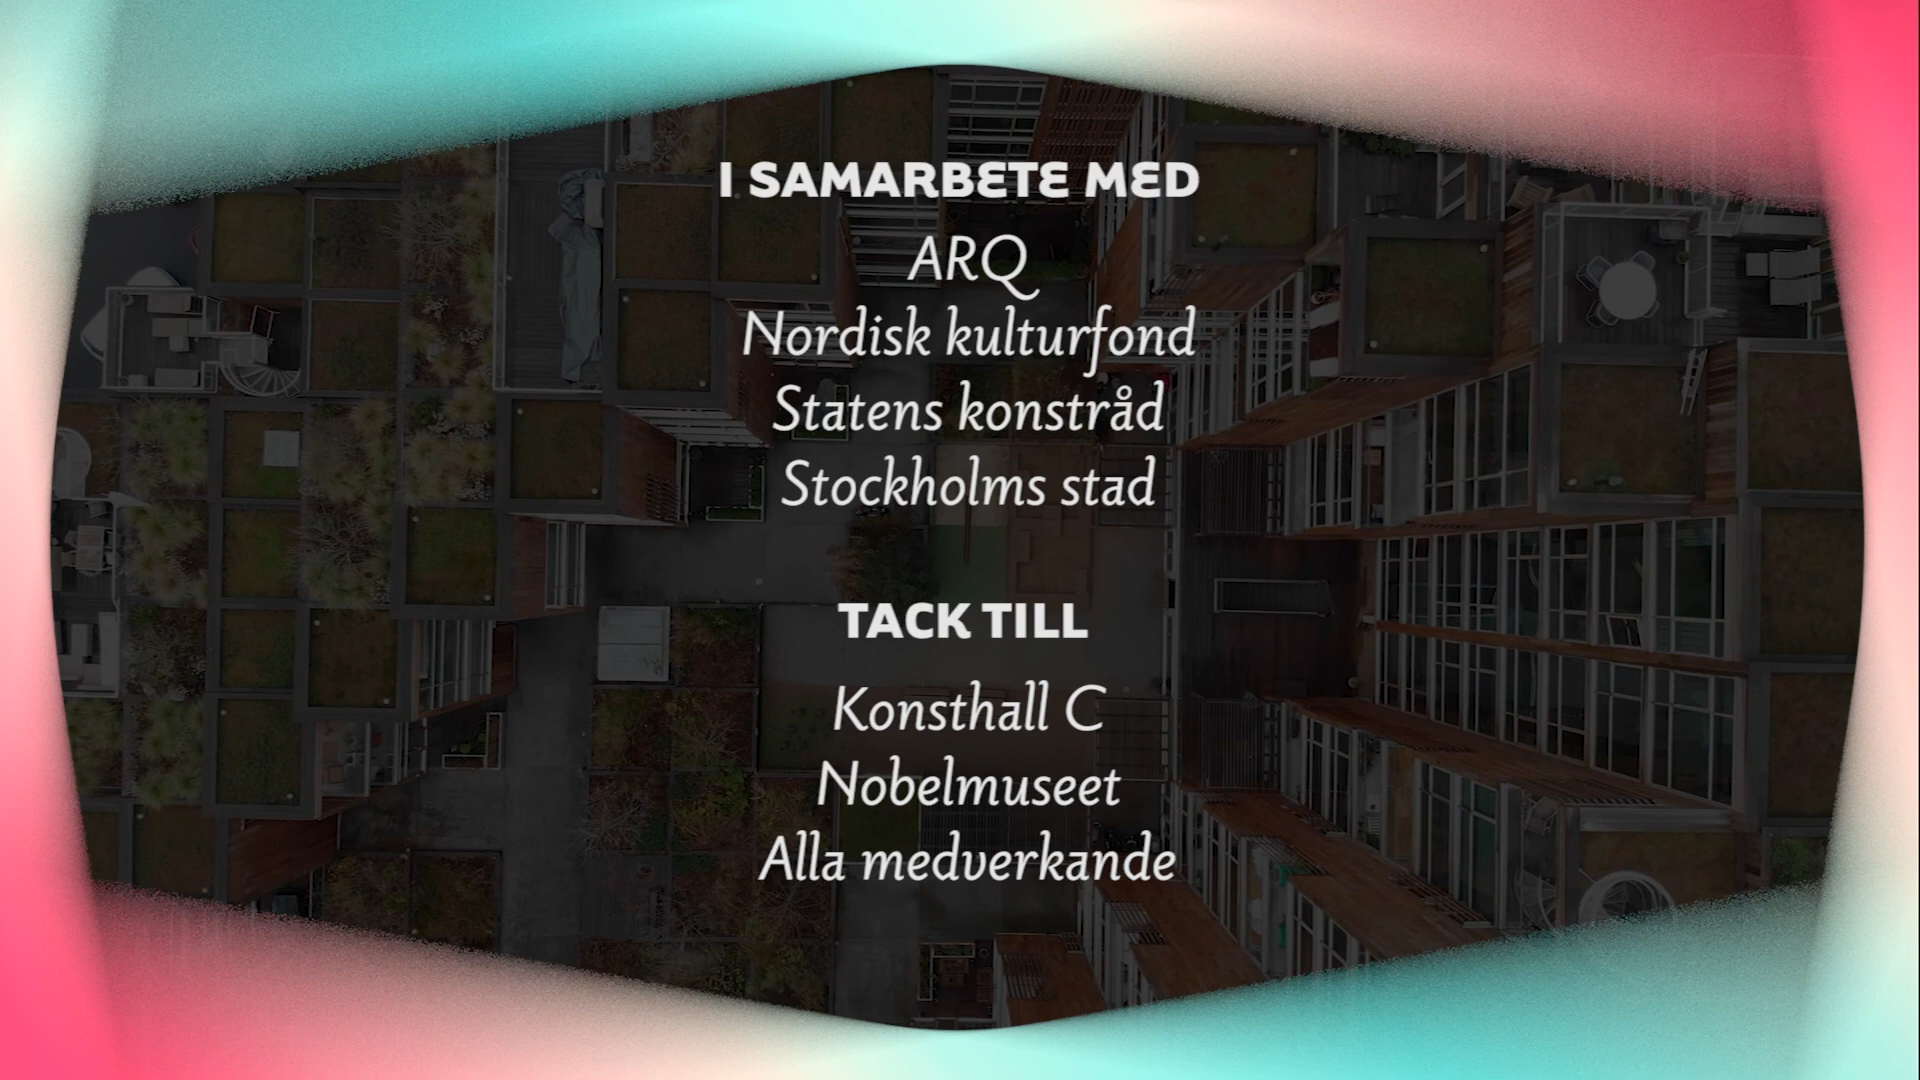 I SAMARBETE MED
ARQ
Nordisk kulturfond
Statens konstråd
Stockholms stad
TACK TILL
Konsthall C
Nobelmuseet
Alla medverkande